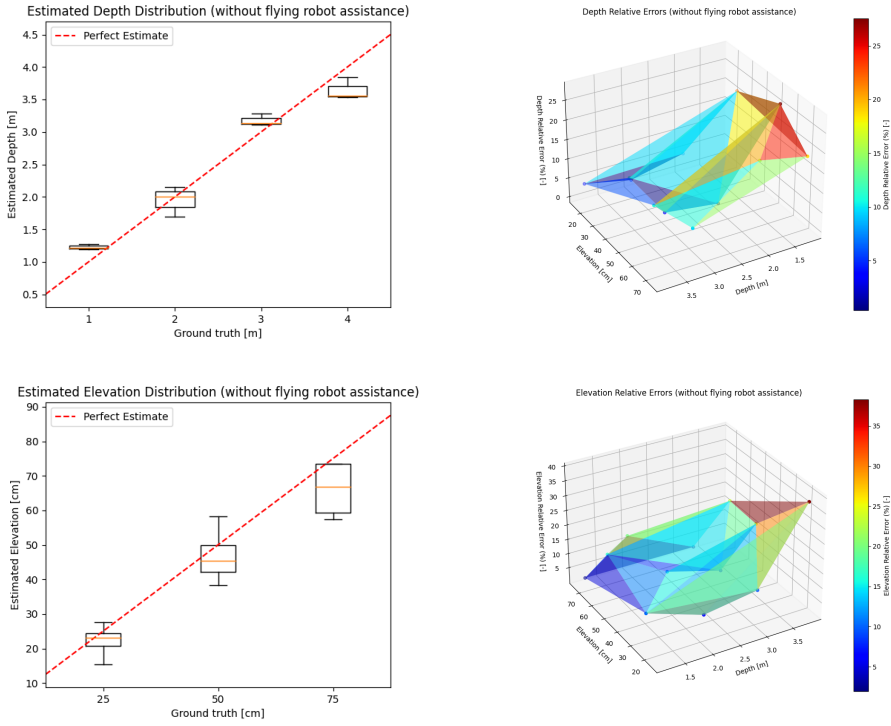 Estimated Depth Distribution (without flying robot assistance)
Perfect Estimate
4.5
4.0
3.5
3.0
2.5
2.0
1.5
1.0
0.5
Estimated Depth [m]
1 2 3 4
Ground truth [m]
Depth Relative Errors (without flying robot assistance)
25
20
15
10
5
0
Depth Relative Error (%) [-]
20
30
40
50
60
70
Elevation [cm]
3.5 3.0 2.5 2.0 1.5
Depth [m]
25
20
15
10
5
Depth Relative Error (%) [-]
Estimated Elevation Distribution (without flying robot assistance)
Perfect Estimate
90
80
70
60
50
40
30
20
10
Estimated Elevation [cm]
25 50 75
Ground truth [cm]
Elevation Relative Errors (without flying robot assistance)
40
35
30
25
20
15
10
5
Elevation Relative Error (%) [-]
70
60
50
40
30
20
Elevation [cm]
1.5 2.0 2.5 3.0 3.5
Depth [m]
35
30
25
20
15
10
5
Elevation Relative Error (%) [-]